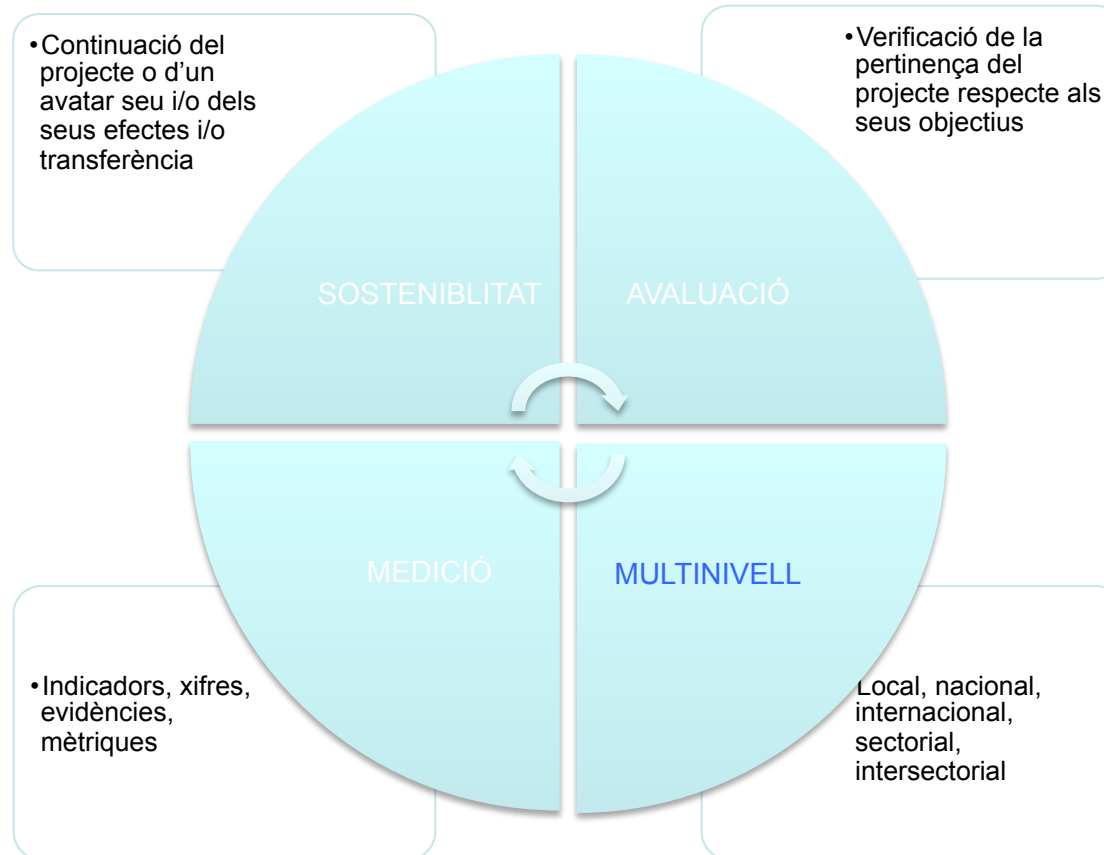 •Continuació del
projecte o d’un
avatar seu i/o dels
seus efectes i/o
transferència
•Verificació de la
pertinença del
projecte respecte als
seus objectius
SOSTENIBLITAT
AVALUACIÓ
MEDICIÓ
MULTINIVELL
•Indicadors, xifres,
evidències,
mètriques
Local, nacional,
internacional,
sectorial,
intersectorial